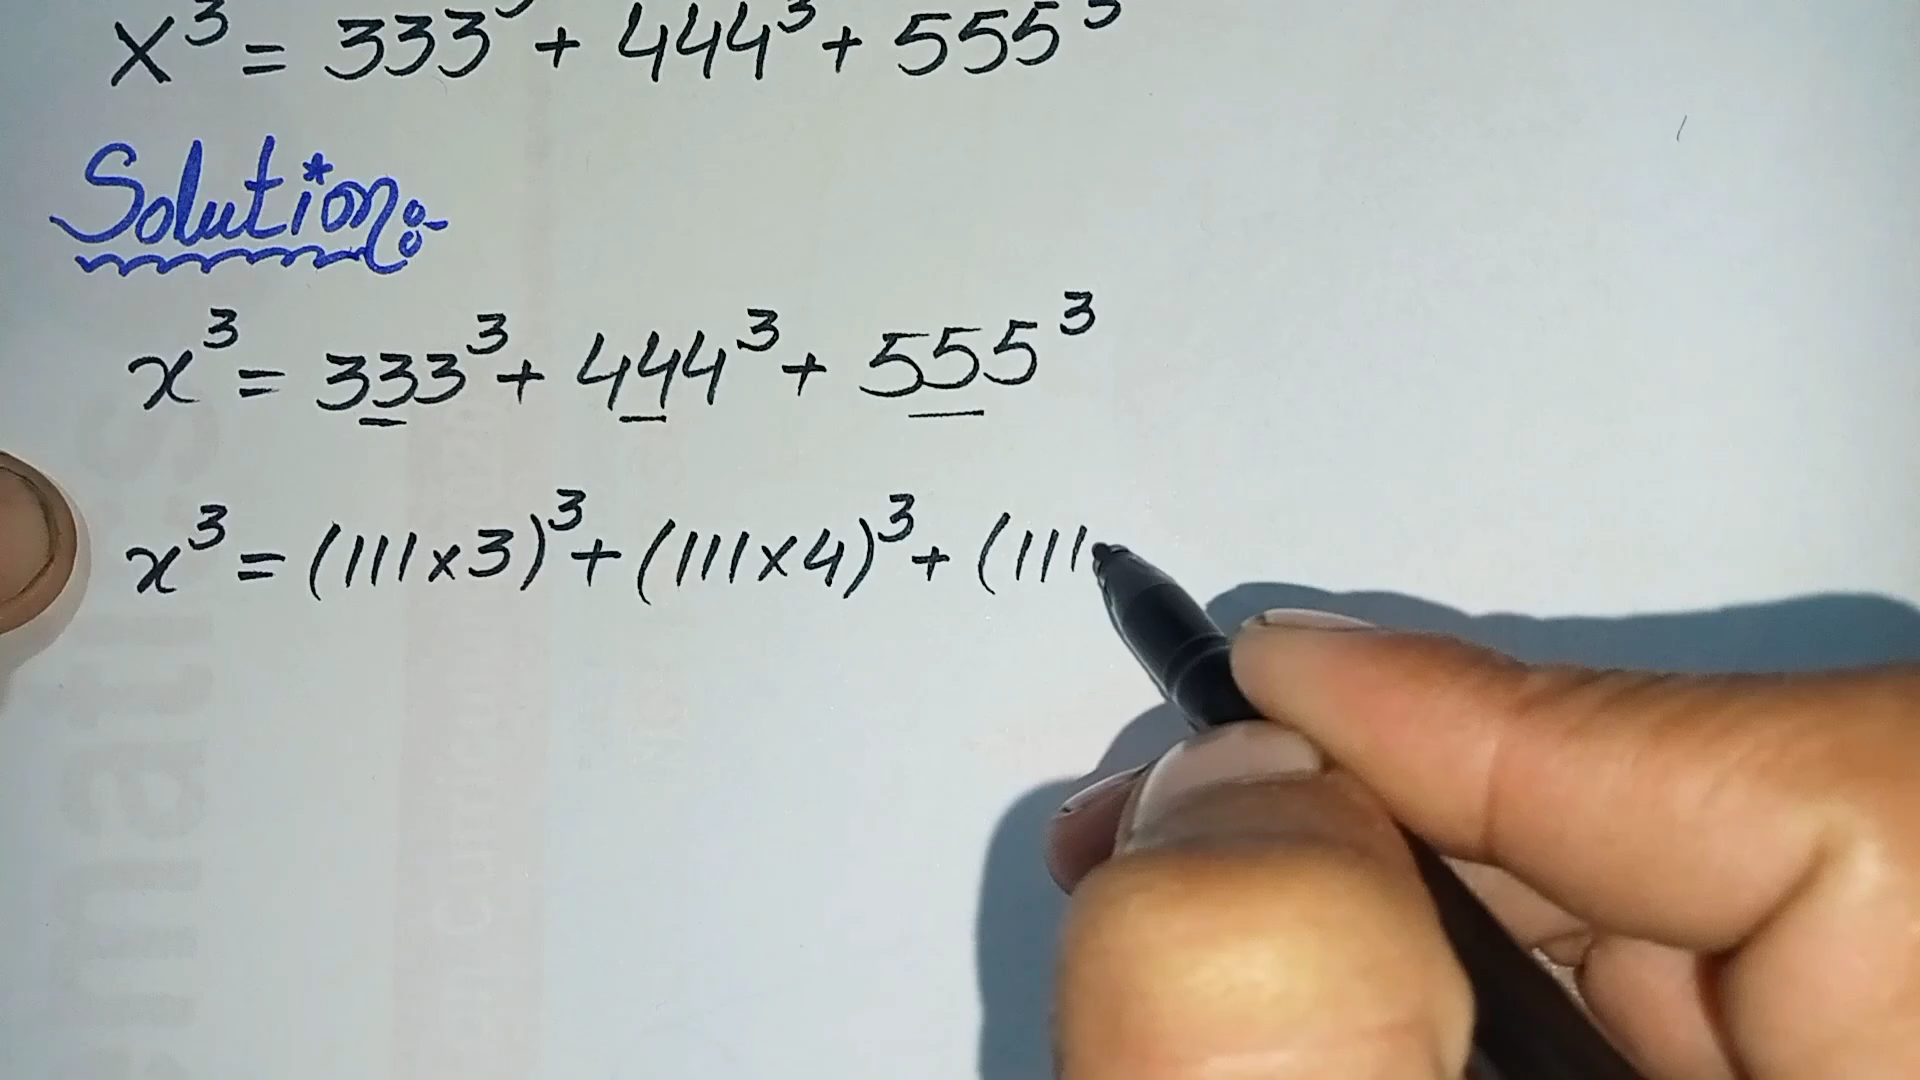 x³ = 333³ + 444³ + 555³
Solution:-
x³ = 333³ + 444³ + 555³
x³ = (111×3)³ + (111×4)³ + (111